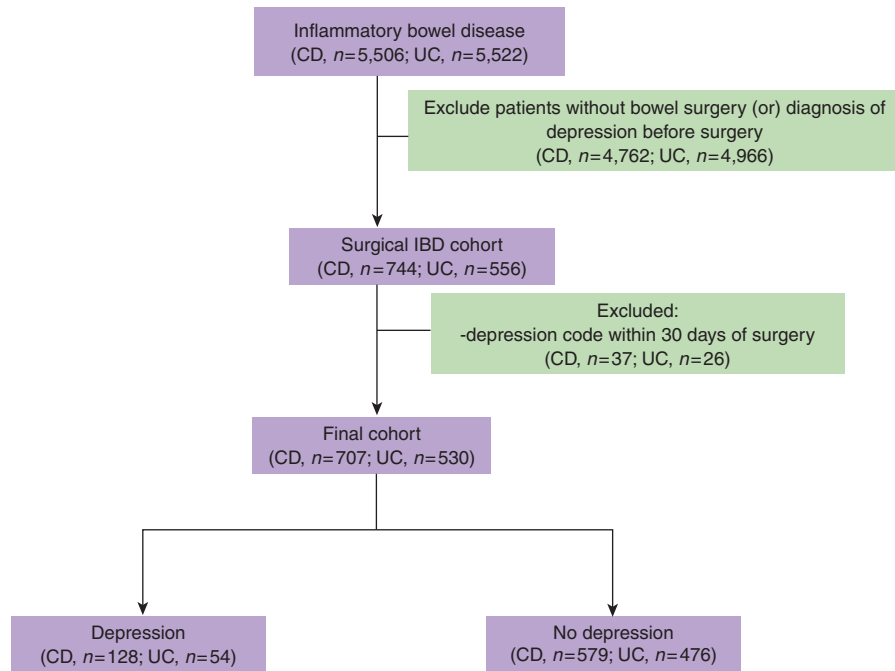 Inflammatory bowel disease
(CD, n=5,506; UC, n=5,522)
Exclude patients without bowel surgery (or) diagnosis of
depression before surgery
(CD, n=4,762; UC, n=4,966)
Surgical IBD cohort
(CD, n=744; UC, n=556)
Excluded:
-depression code within 30 days of surgery
(CD, n=37; UC, n=26)
Final cohort
(CD, n=707; UC, n=530)
Depression
(CD, n=128; UC, n=54)
No depression
(CD, n=579; UC, n=476)